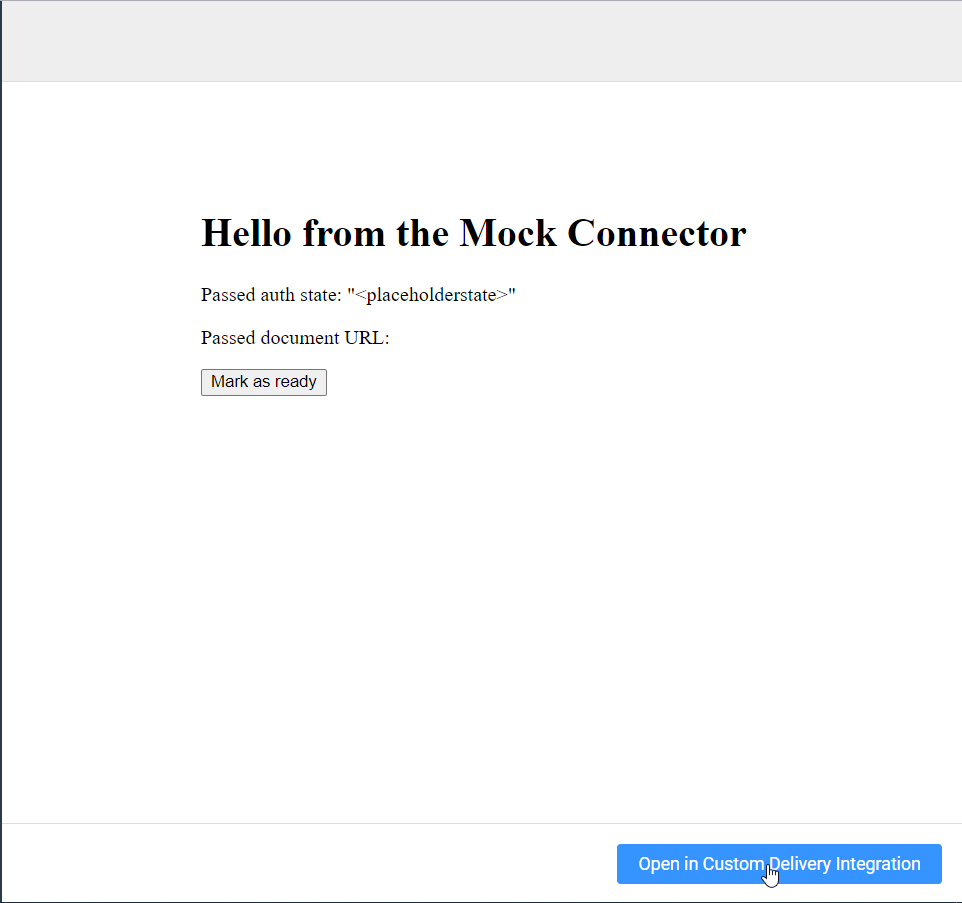 Hello from the Mock Connector
Passed auth state: "<placeholderstate>"
Passed document URL:
Mark as ready
Open in Custom Delivery Integration